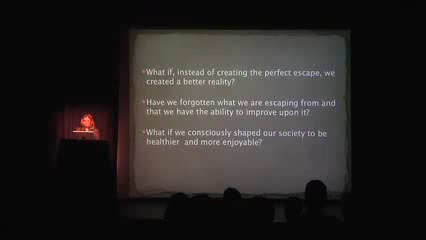 What if, instead of creating the perfect escape, we
created a better reality?
Have we forgotten what we are escaping from and
that we have the ability to improve upon it?
What if we consciously shaped our society to be
healthier and more enjoyable?